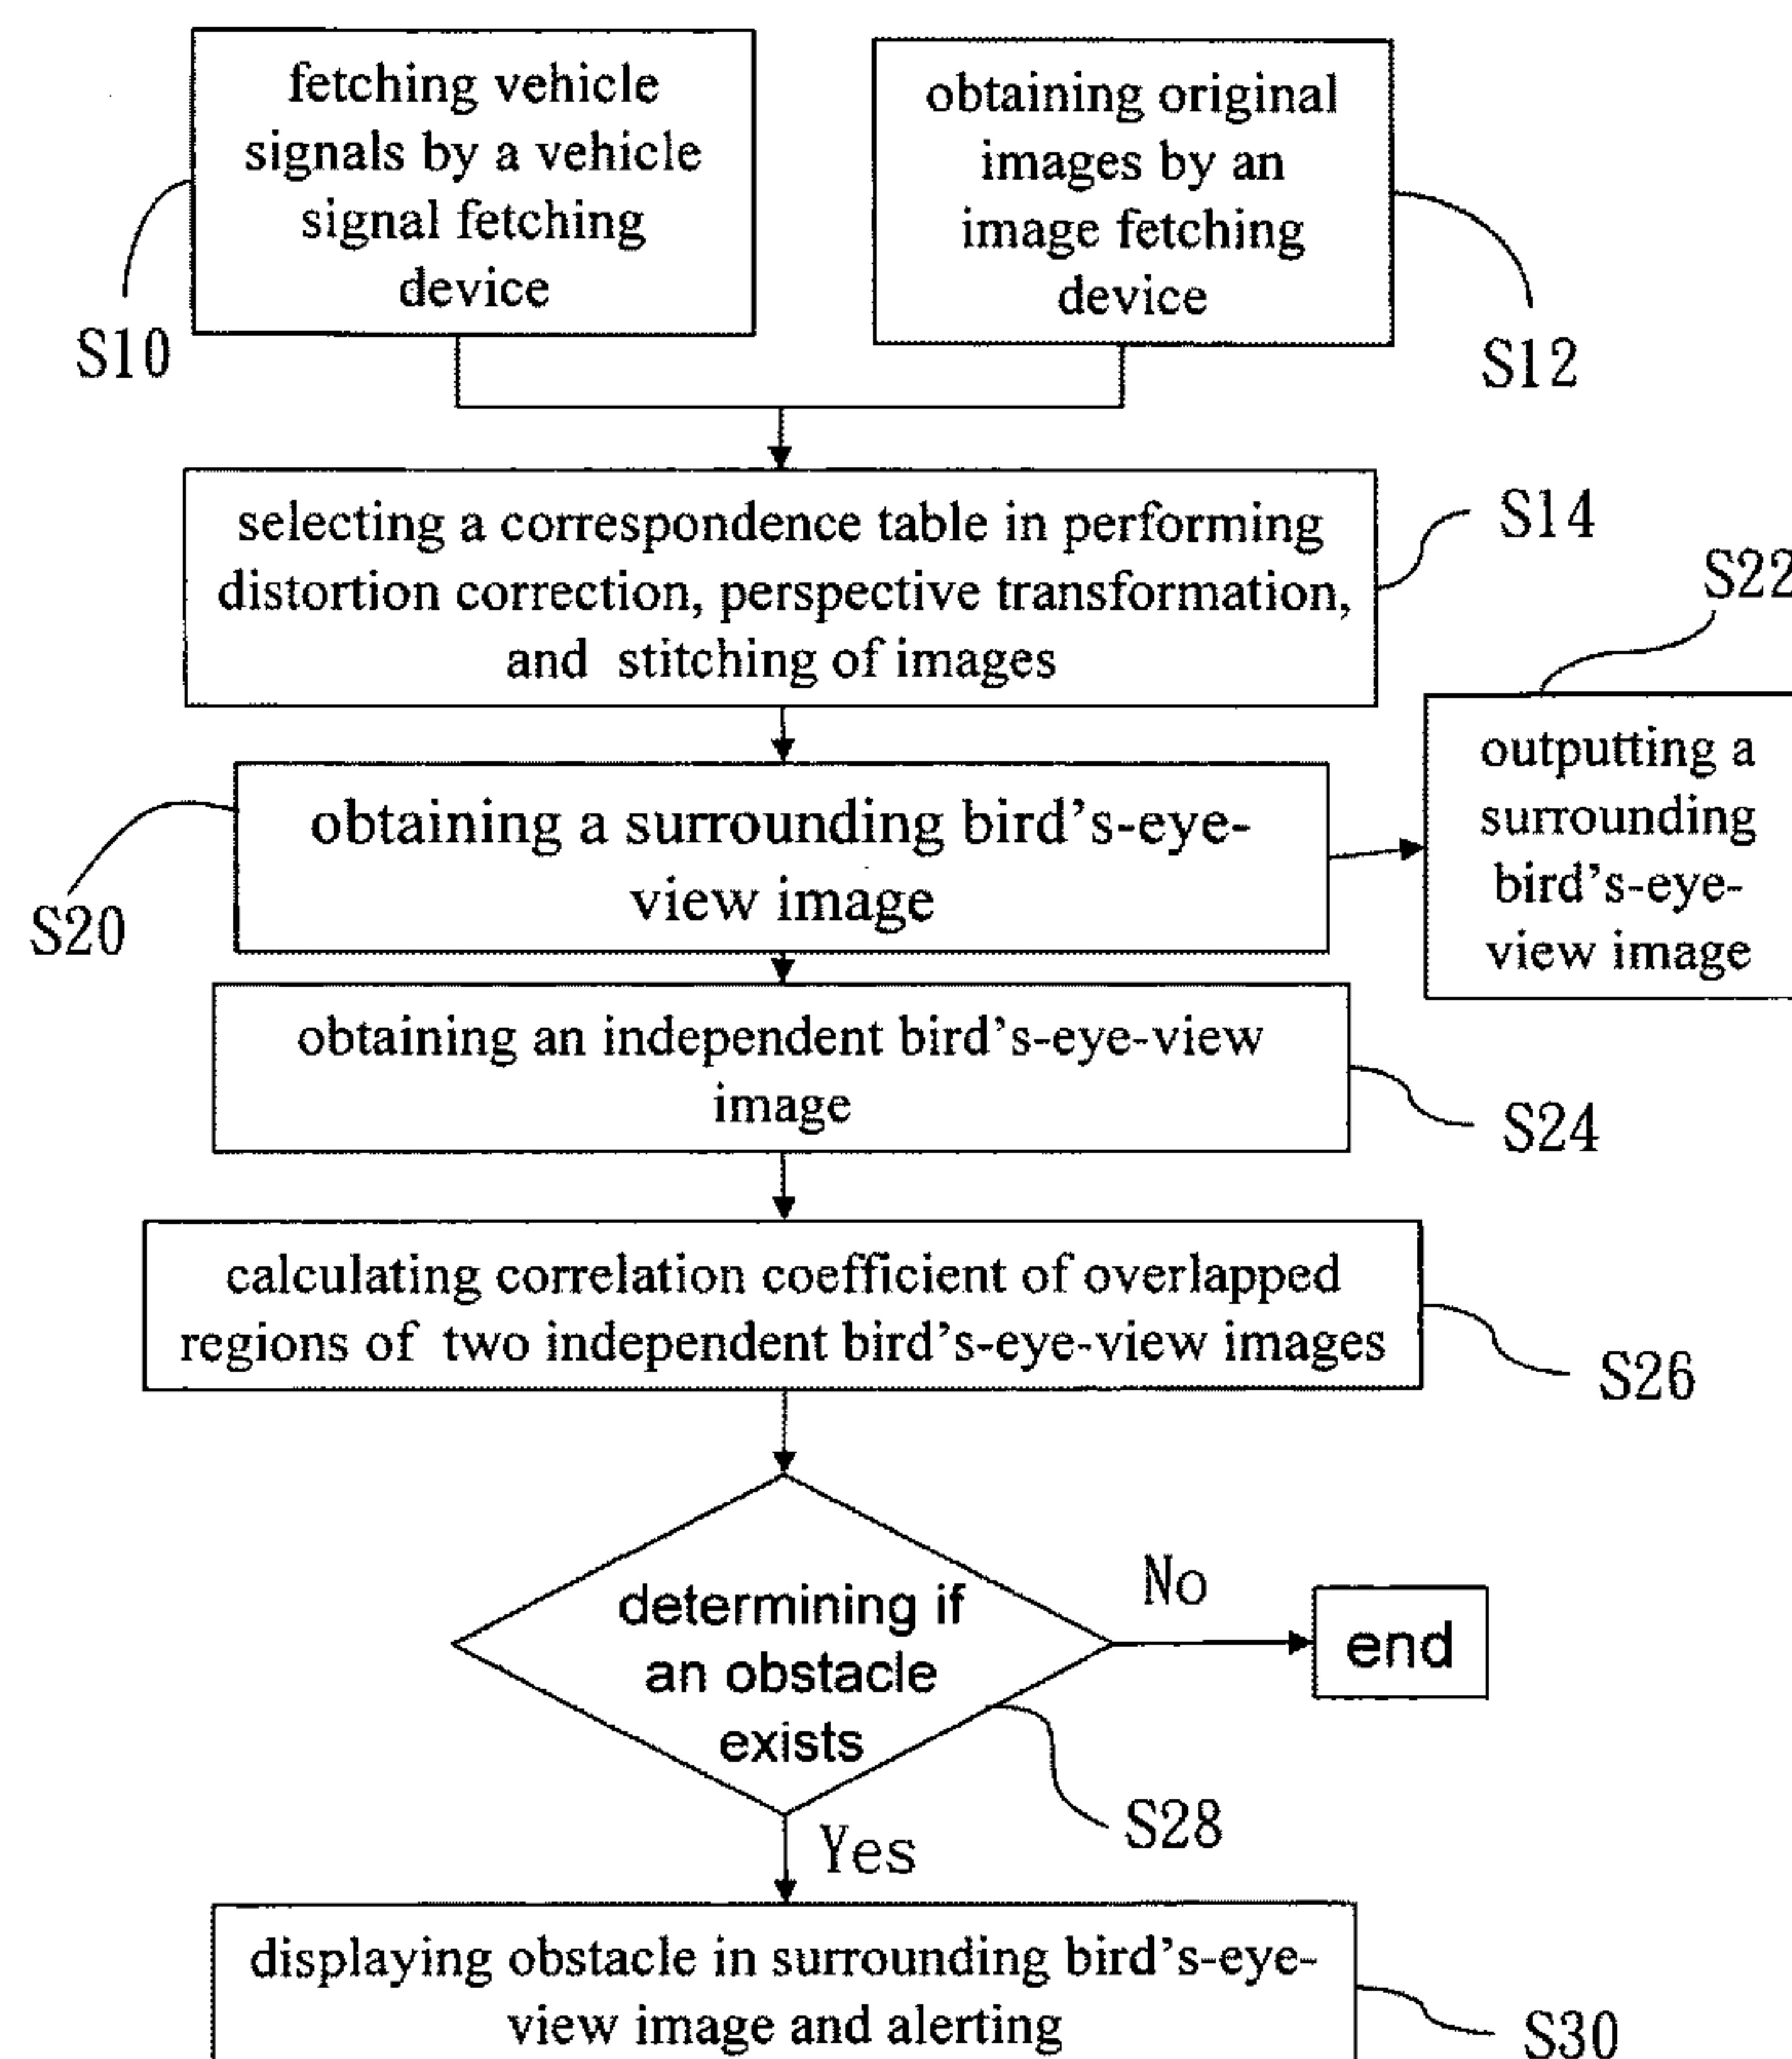 fetching vehicle
signals by a vehicle
signal fetching
device
S10
obtaining original
images by an
image fetching
device
S12
selecting a correspondence table in performing
distortion correction, perspective transformation,
and stitching of images
S14
S22
outputting a
surrounding
bird's-eye-
view image
obtaining a surrounding bird's-eye-
view image
S20
obtaining an independent bird's-eye-view
image
S24
calculating correlation coefficient of overlapped
regions of two independent bird's-eye-view images
S26
determining if
an obstacle
exists
No
end
S28
Yes
displaying obstacle in surrounding bird's-eye-
view image and alerting
S30